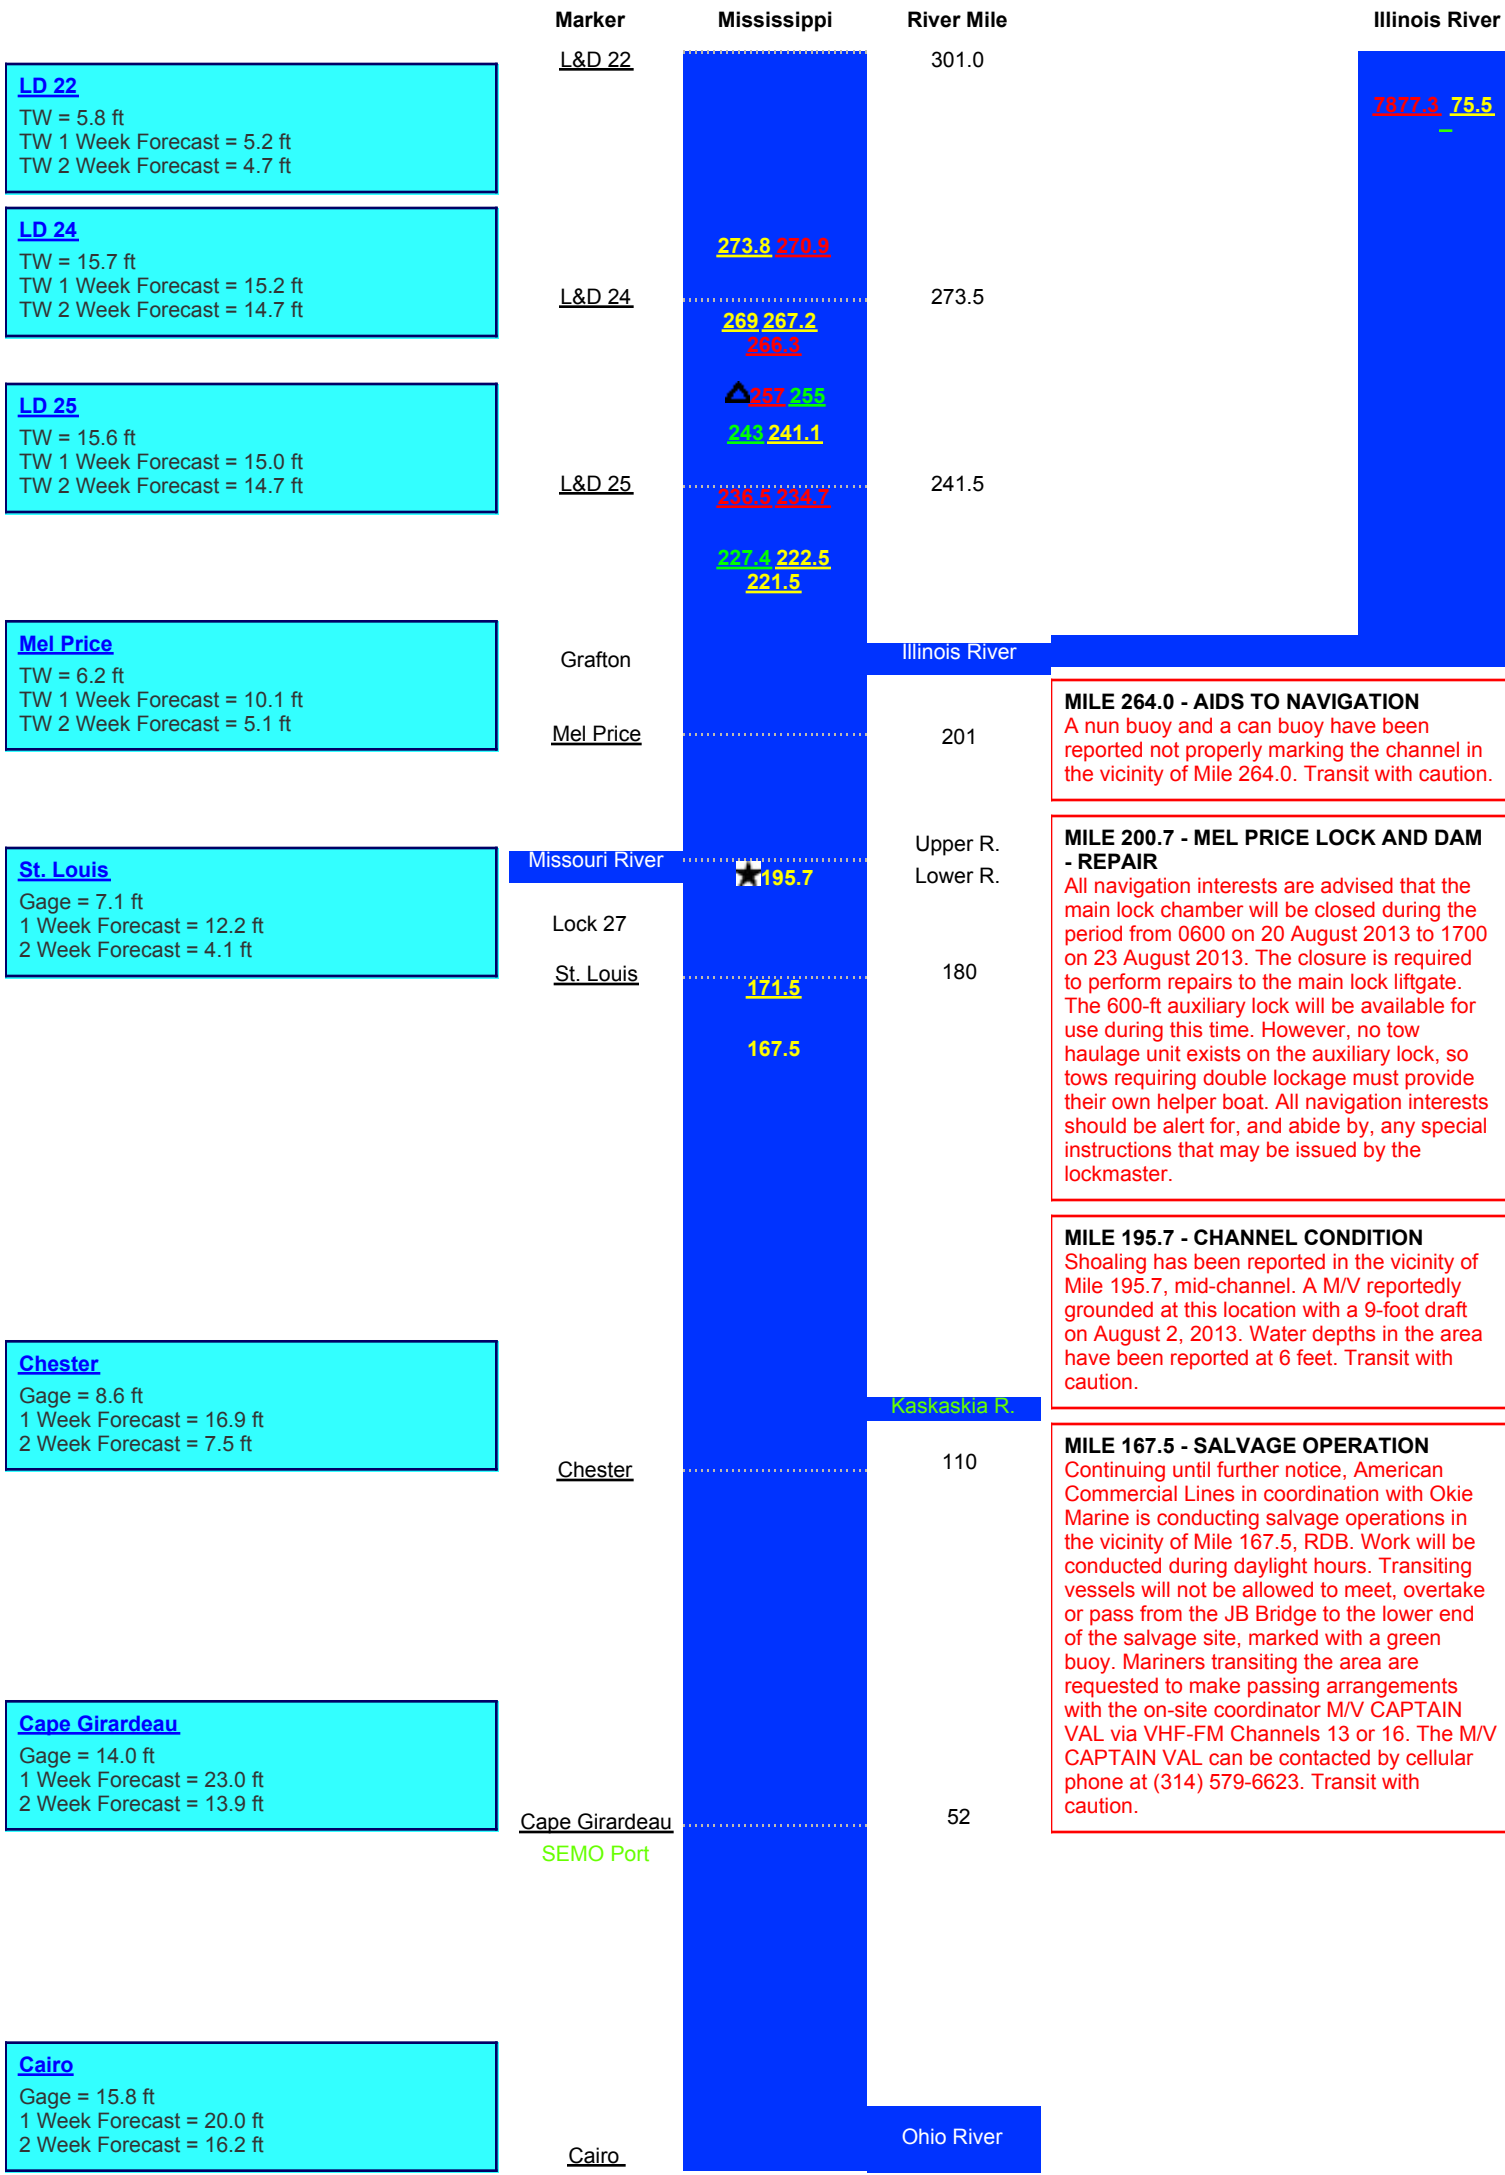 Marker Mississippi River Mile Illinois River
L&D 22 301.0
LD 22
TW = 5.8 ft
TW 1 Week Forecast = 5.2 ft
TW 2 Week Forecast = 4.7 ft
7877.3 75.5
LD 24
TW = 15.7 ft
TW 1 Week Forecast = 15.2 ft
TW 2 Week Forecast = 14.7 ft
273.8 270.9
L&D 24 273.5
269 267.2
266.3
LD 25
TW = 15.6 ft
TW 1 Week Forecast = 15.0 ft
TW 2 Week Forecast = 14.7 ft
257 255
243 241.1
L&D 25 241.5
236.5 234.7
227.4 222.5
221.5
Mel Price
TW = 6.2 ft
TW 1 Week Forecast = 10.1 ft
TW 2 Week Forecast = 5.1 ft
Grafton Illinois River
Mel Price 201
MILE 264.0 - AIDS TO NAVIGATION
A nun buoy and a can buoy have been
reported not properly marking the channel in
the vicinity of Mile 264.0. Transit with caution.
St. Louis
Gage = 7.1 ft
1 Week Forecast = 12.2 ft
2 Week Forecast = 4.1 ft
Upper R.
Missouri River
195.7 Lower R.
Lock 27
St. Louis 180
171.5
167.5
MILE 200.7 - MEL PRICE LOCK AND DAM
- REPAIR
All navigation interests are advised that the
main lock chamber will be closed during the
period from 0600 on 20 August 2013 to 1700
on 23 August 2013. The closure is required
to perform repairs to the main lock liftgate.
The 600-ft auxiliary lock will be available for
use during this time. However, no tow
haulage unit exists on the auxiliary lock, so
tows requiring double lockage must provide
their own helper boat. All navigation interests
should be alert for, and abide by, any special
instructions that may be issued by the
lockmaster.
MILE 195.7 - CHANNEL CONDITION
Shoaling has been reported in the vicinity of
Mile 195.7, mid-channel. A M/V reportedly
grounded at this location with a 9-foot draft
on August 2, 2013. Water depths in the area
have been reported at 6 feet. Transit with
caution.
Chester
Gage = 8.6 ft
1 Week Forecast = 16.9 ft
2 Week Forecast = 7.5 ft
Kaskaskia R.
Chester 110
MILE 167.5 - SALVAGE OPERATION
Continuing until further notice, American
Commercial Lines in coordination with Okie
Marine is conducting salvage operations in
the vicinity of Mile 167.5, RDB. Work will be
conducted during daylight hours. Transiting
vessels will not be allowed to meet, overtake
or pass from the JB Bridge to the lower end
of the salvage site, marked with a green
buoy. Mariners transiting the area are
requested to make passing arrangements
with the on-site coordinator M/V CAPTAIN
VAL via VHF-FM Channels 13 or 16. The M/V
CAPTAIN VAL can be contacted by cellular
phone at (314) 579-6623. Transit with
caution.
Cape Girardeau
Gage = 14.0 ft
1 Week Forecast = 23.0 ft
2 Week Forecast = 13.9 ft
Cape Girardeau 52
SEMO Port
Cairo
Gage = 15.8 ft
1 Week Forecast = 20.0 ft
2 Week Forecast = 16.2 ft
Ohio River
Cairo